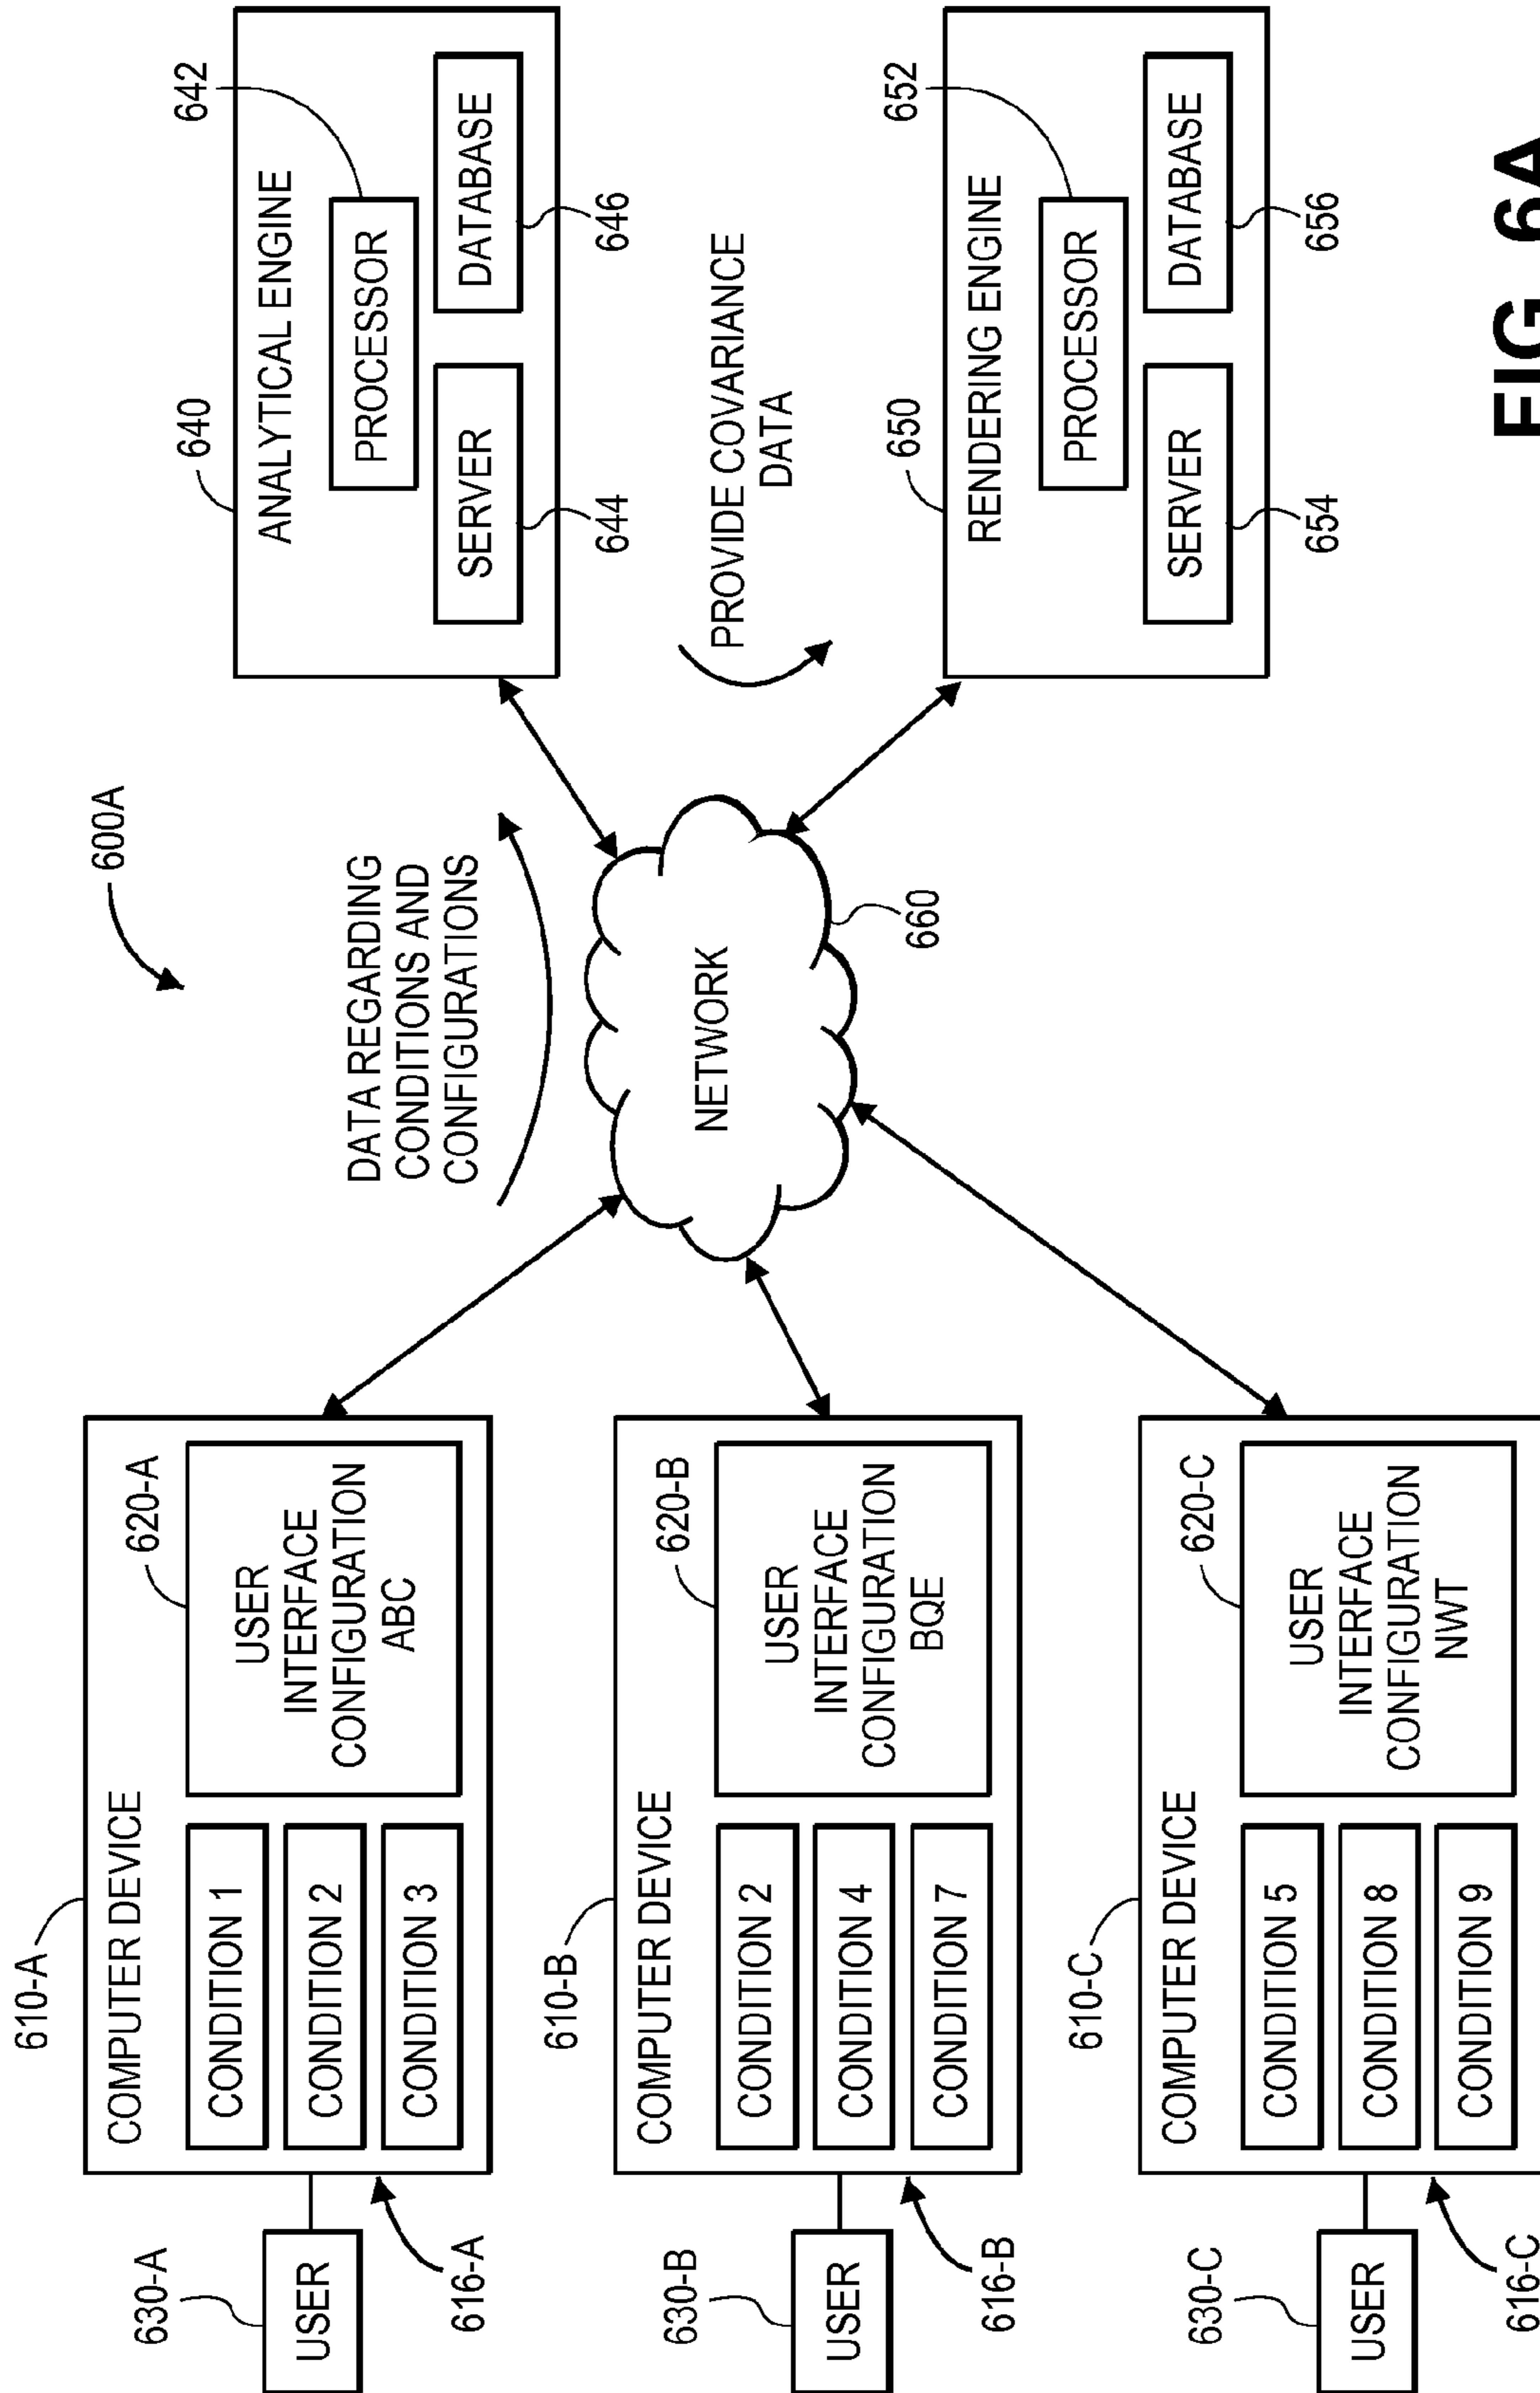 600A
610-A
COMPUTER DEVICE
CONDITION 1
CONDITION 2
CONDITION 3
620-A
USER
INTERFACE
CONFIGURATION
ABC
630-A
USER
616-A
610-B
COMPUTER DEVICE
CONDITION 2
CONDITION 4
CONDITION 7
620-B
USER
INTERFACE
CONFIGURATION
BQE
630-B
USER
616-B
610-C
COMPUTER DEVICE
CONDITION 5
CONDITION 8
CONDITION 9
620-C
USER
INTERFACE
CONFIGURATION
NWT
630-C
USER
616-C
DATA REGARDING
CONDITIONS AND
CONFIGURATIONS
NETWORK
660
640
ANALYTICAL ENGINE
642
PROCESSOR
SERVER
DATABASE
644
646
PROVIDE COVARIANCE
DATA
650
RENDERING ENGINE
652
PROCESSOR
SERVER
DATABASE
654
656
FIG. 6A